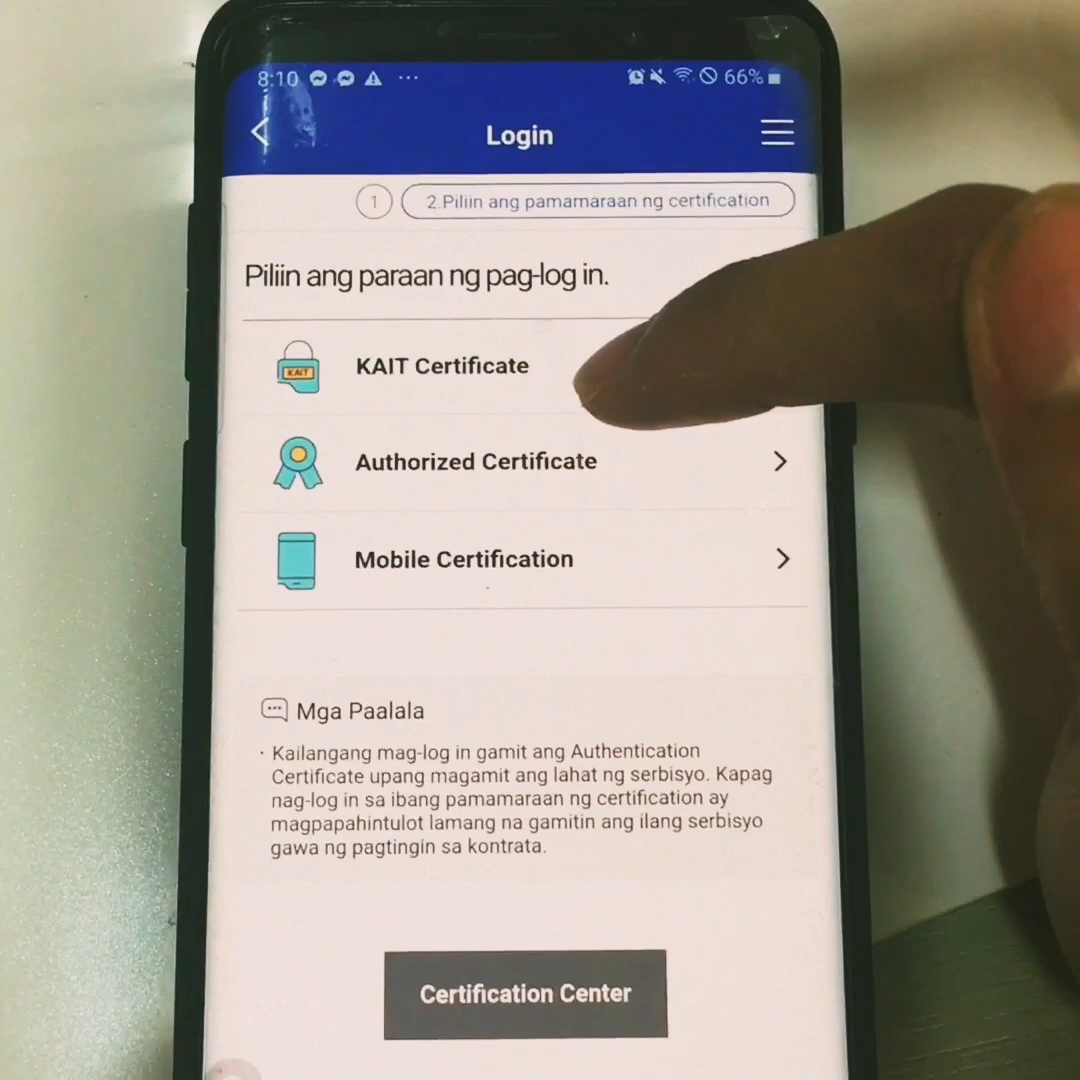 8:10 66%
Login
1 2.Piliin ang pamamaraan ng certification
Piliin ang paraan ng pag-log in.
KAIT
KAIT Certificate
Authorized Certificate
Mobile Certification
Mga Paalala
· Kailangang mag-log in gamit ang Authentication
Certificate upang magamit ang lahat ng serbisyo. Kapag
nag-log in sa ibang pamamaraan ng certification ay
magpapahintulot lamang na gamitin ang ilang serbisyo
gawa ng pagtingin sa kontrata.
Certification Center